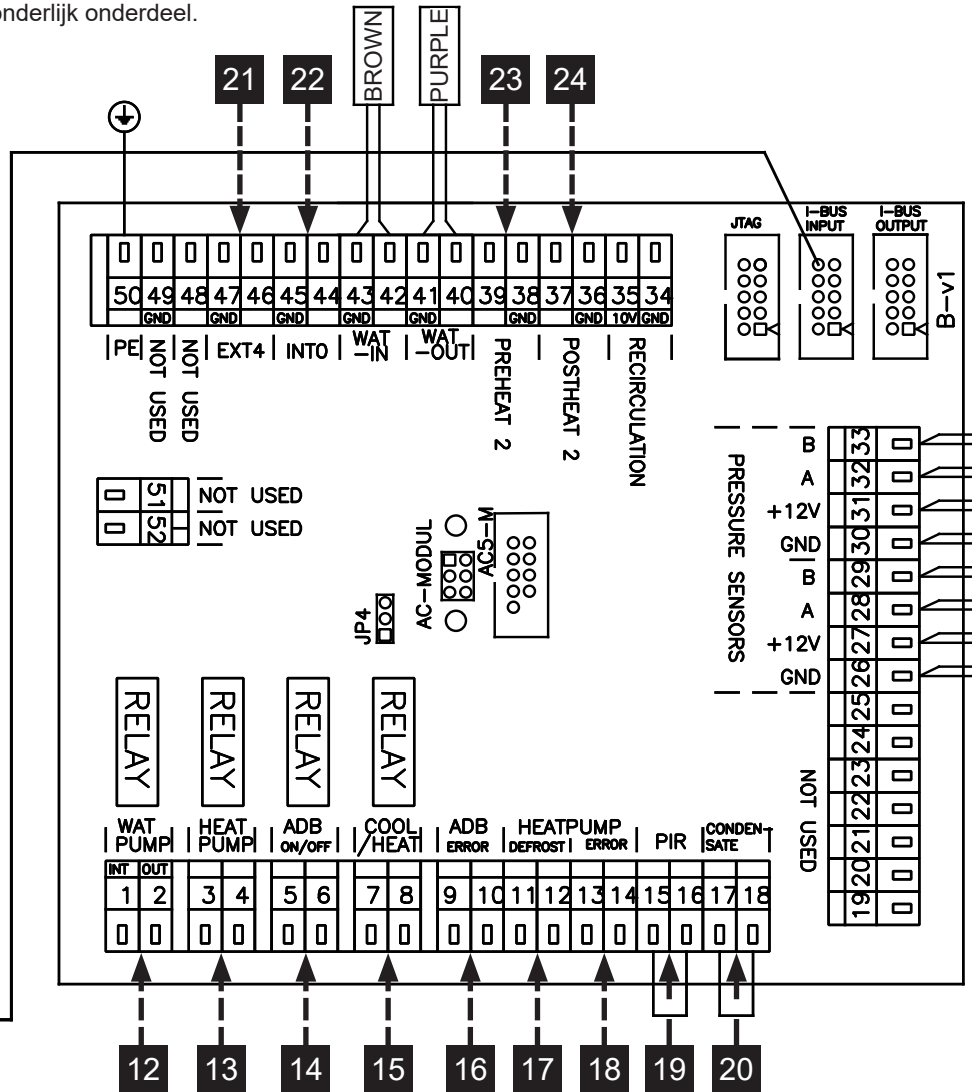 onderlijk onderdeel.
BROWN
PURPLE
21 22 23 24
JTAG
I-BUS
INPUT
I-BUS
OUTPUT
B-v1
50 49 48 47 46 45 44 43 42 41 40 39 38 37 36 35 34
GND GND GND GND GND GND GND 10V GND
PE
NOT USED
NOT USED
EXT4
INT0
WAT
-IN
WAT
-OUT
PREHEAT 2
POSTHEAT 2
RECIRCULATION
51 NOT USED
52 NOT USED
AC-MODUL
ACS-M
JP4
PRESSURE SENSORS
B 33
A 32
+12V 31
GND 30
B 29
A 28
+12V 27
GND 26
25
24
23
22
21
20
19
NOT USED
RELAY RELAY RELAY RELAY
WAT
PUMP
HEAT
PUMP
ADB
ON/OFF
COOL
/HEAT
ADB
ERROR
HEATPUMP
DEFROST ERROR
PIR
CONDEN-
SATE
INT OUT
1 2 3 4 5 6 7 8 9 10 11 12 13 14 15 16 17 18
12 13 14 15 16 17 18 19 20